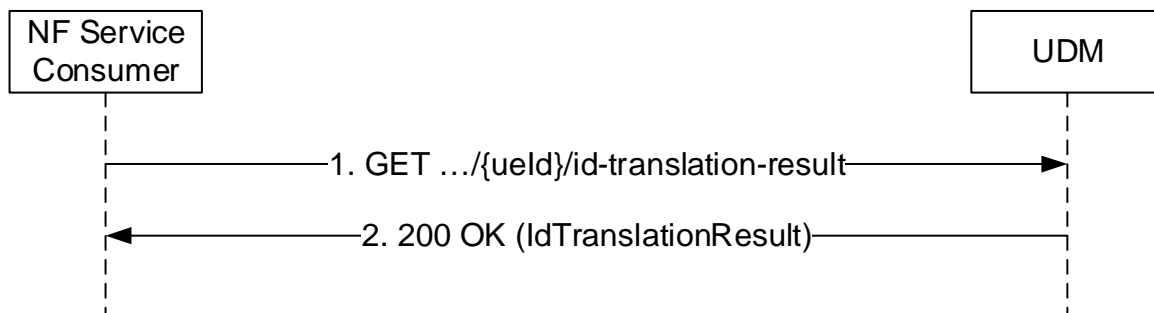 NF Service
Consumer
UDM
1. GET …/{ueId}/id-translation-result
2. 200 OK (IdTranslationResult)